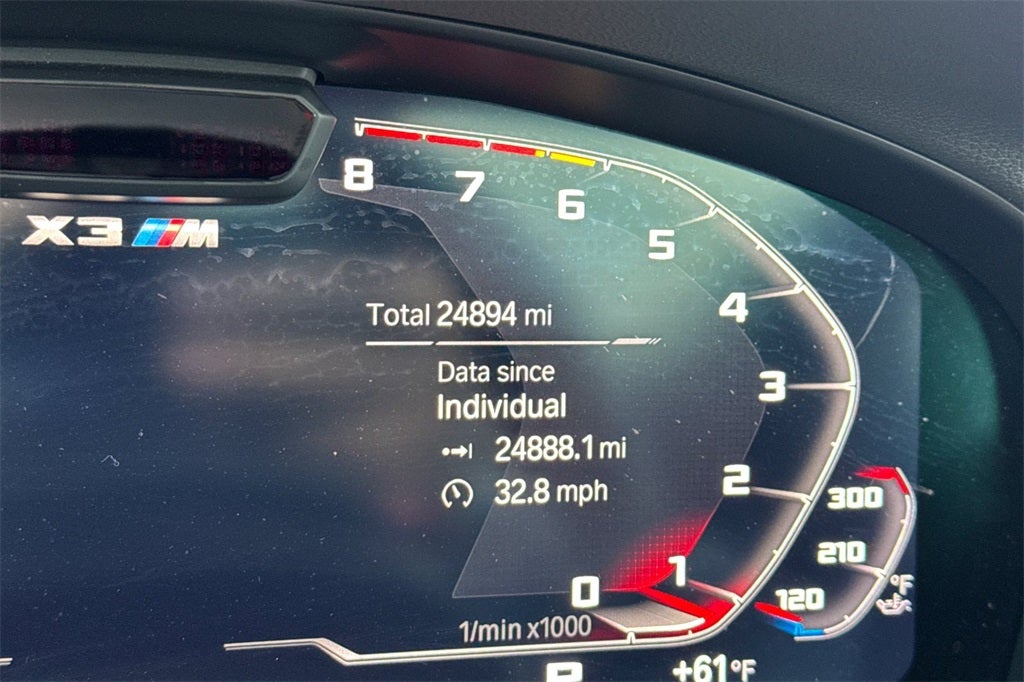 X3 M
8
7
6
5
4
3
2
1
0
Total 24894 mi
Data since
Individual
24888.1 mi
32.8 mph
300
210
120
°F
1/min x1000
P
+61°F